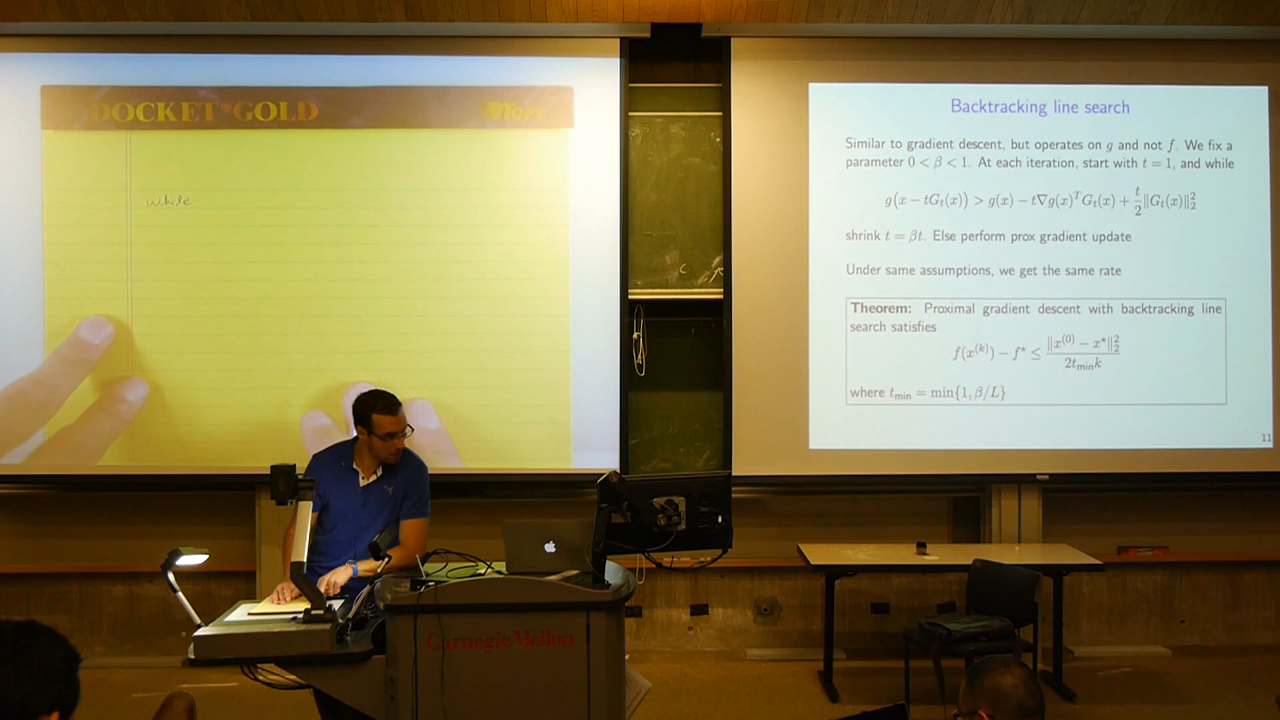 DOCKET GOLD
Tops
while
Backtracking line search
Similar to gradient descent, but operates on g and not f. We fix a
parameter 0 < β < 1. At each iteration, start with t = 1, and while
g(x − tG_t(x)) > g(x) − t∇g(x)^T G_t(x) + t/2 ‖G_t(x)‖_2^2
shrink t = βt. Else perform prox gradient update
Under same assumptions, we get the same rate
Theorem: Proximal gradient descent with backtracking line
search satisfies
f(x^(k)) − f* ≤ ‖x^(0) − x*‖_2^2 / 2t_min k
where t_min = min{1, β/L}
11
Carnegie Mellon